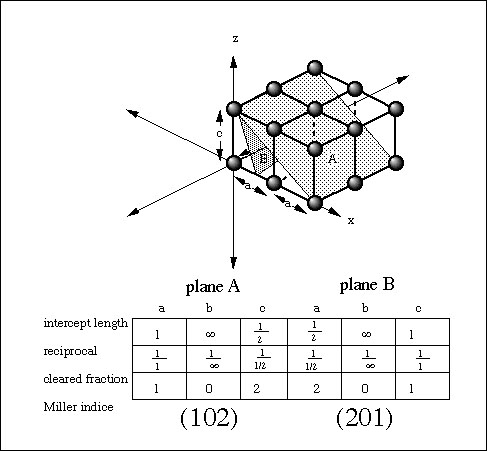 z
c
B
A
a
a
x
plane A plane B
a b c a b c
intercept length 1 ∞ 1/2 1/2 ∞ 1
reciprocal 1/1 1/∞ 1/1/2 1/1/2 1/∞ 1/1
cleared fraction 1 0 2 2 0 1
Miller indice (102) (201)